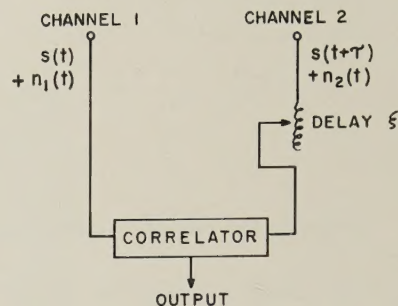 CHANNEL 1
CHANNEL 2
s(t)
+ n₁(t)
s(t+τ)
+ n₂(t)
DELAY ξ
CORRELATOR
OUTPUT